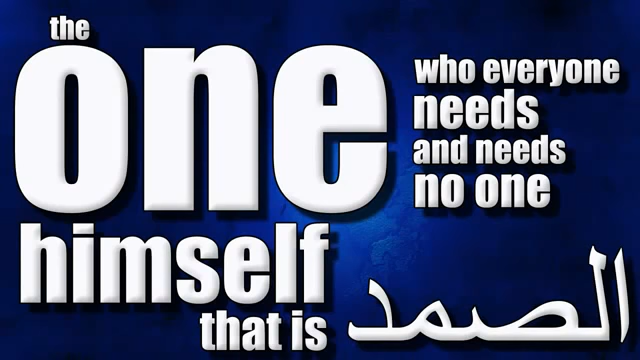 the
one
who everyone
needs
and needs
no one
himself
that is
الصمد